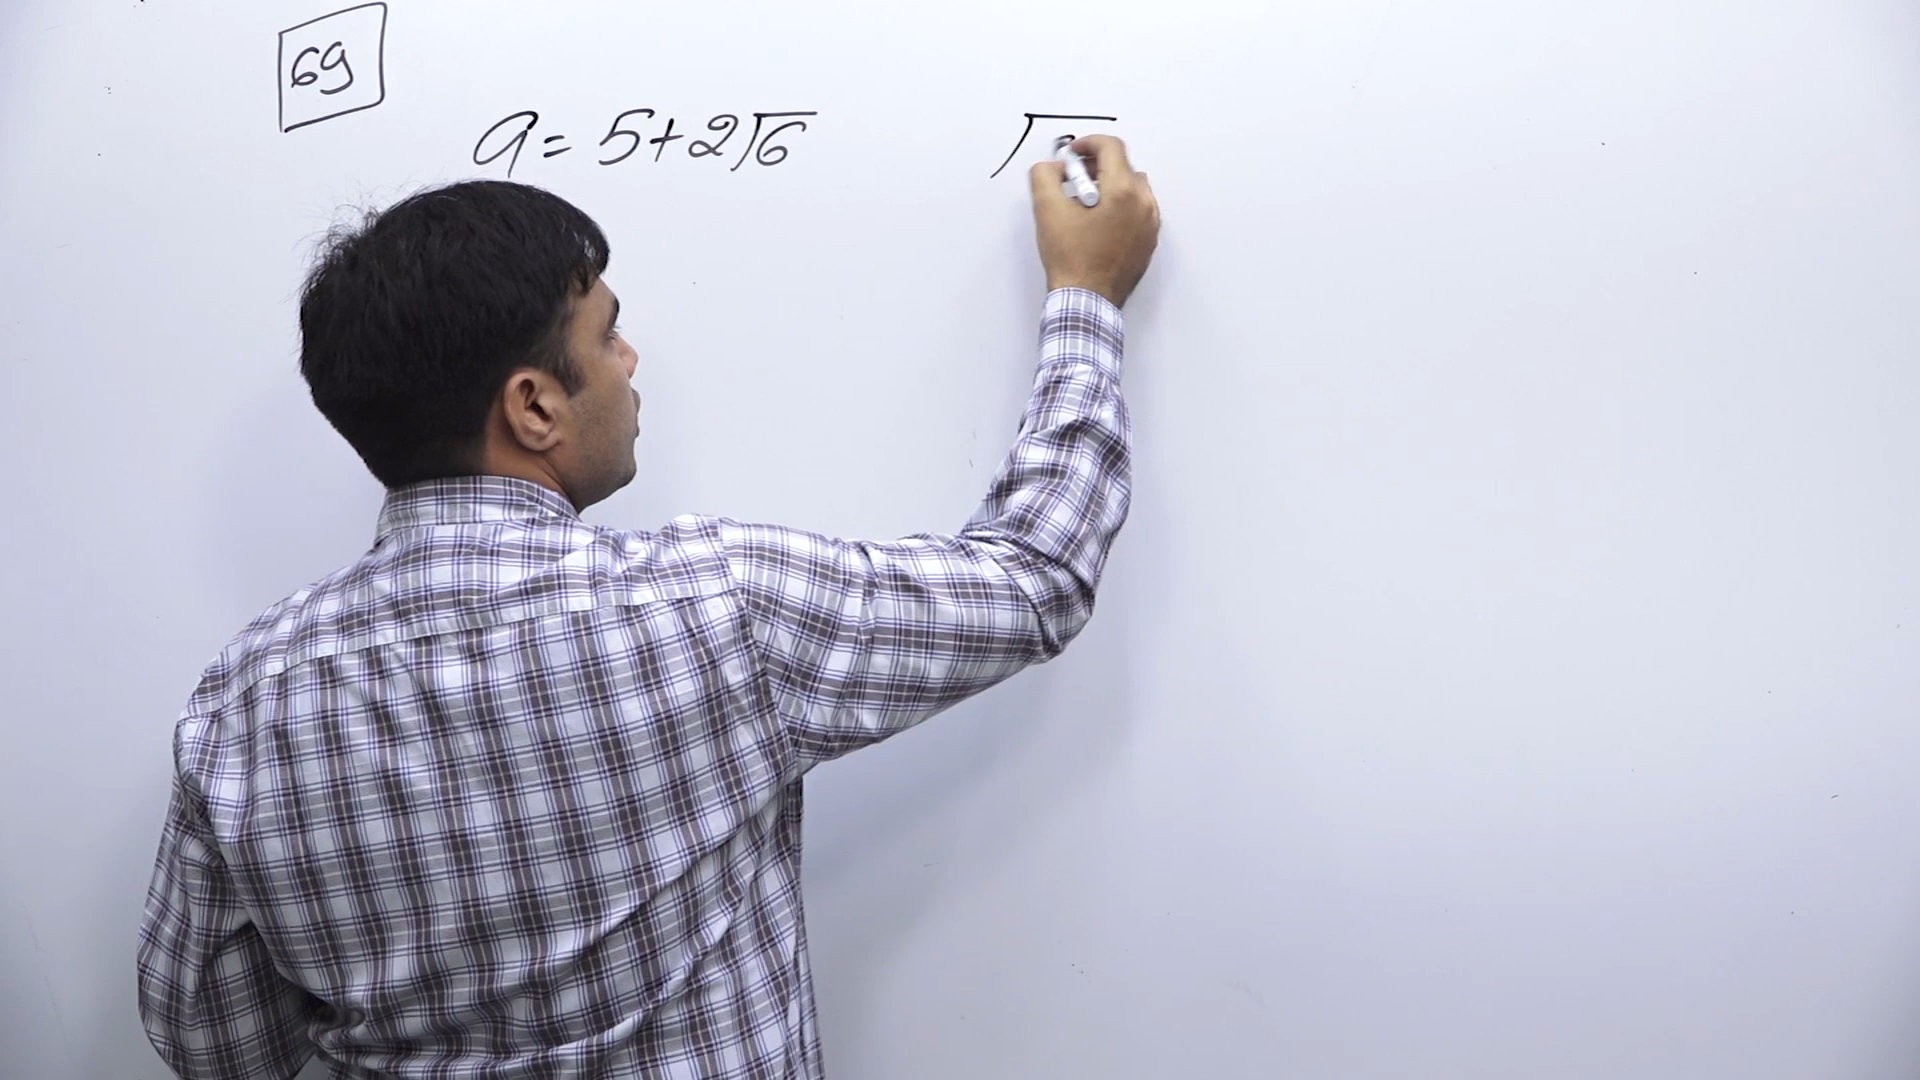 69
a = 5+2√6 √